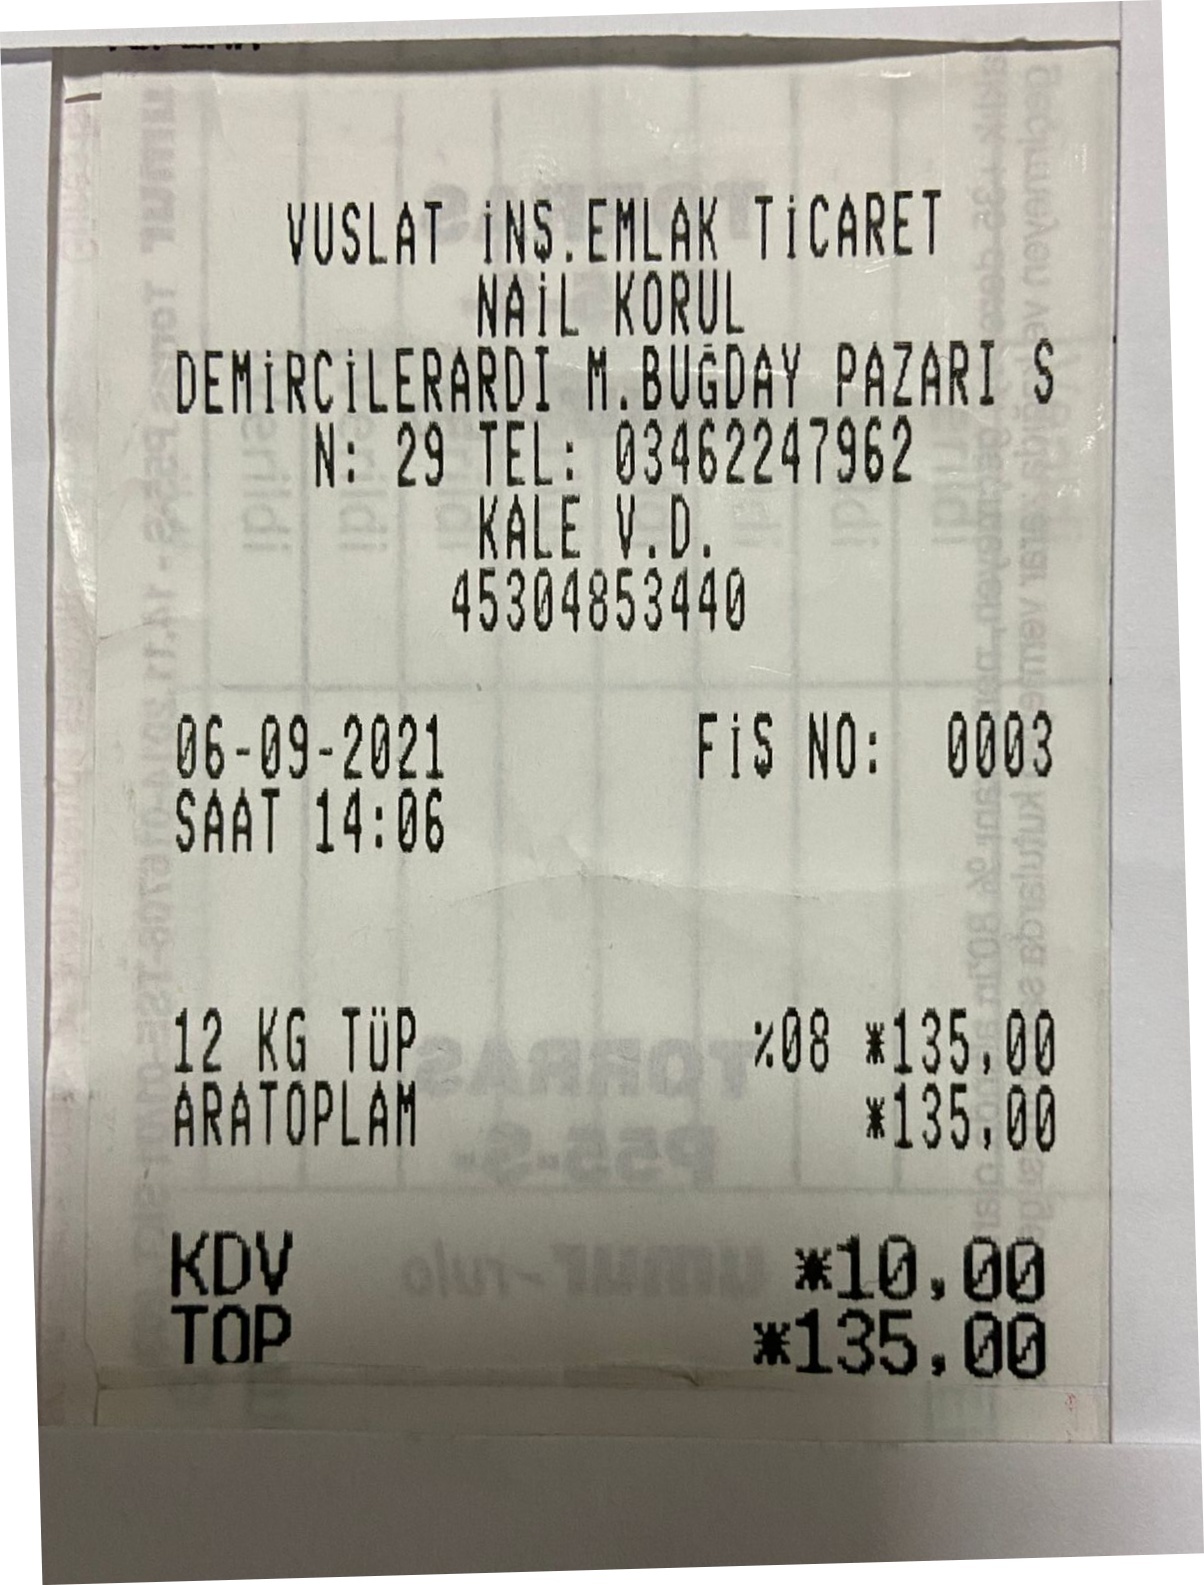 VUSLAT İNŞ.EMLAK TİCARET
NAİL KORUL
DEMİRCİLERARDI M.BUĞDAY PAZARI S
N: 29 TEL: 03462247962
KALE V.D.
45304853440
06-09-2021 FİŞ NO: 0003
SAAT 14:06
12 KG TÜP %08 *135,00
ARATOPLAM *135,00
KDV *10,00
TOP *135,00